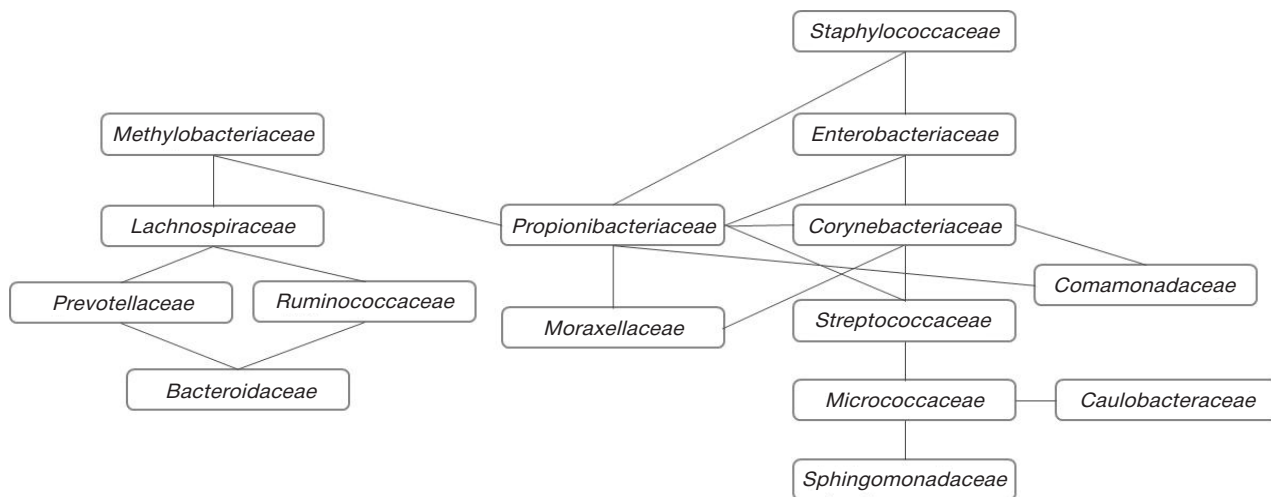 Staphylococcaceae
Methylobacteriaceae
Enterobacteriaceae
Lachnospiraceae
Propionibacteriaceae
Corynebacteriaceae
Prevotellaceae
Ruminococcaceae
Comamonadaceae
Moraxellaceae
Streptococcaceae
Bacteroidaceae
Micrococcaceae
Caulobacteraceae
Sphingomonadaceae